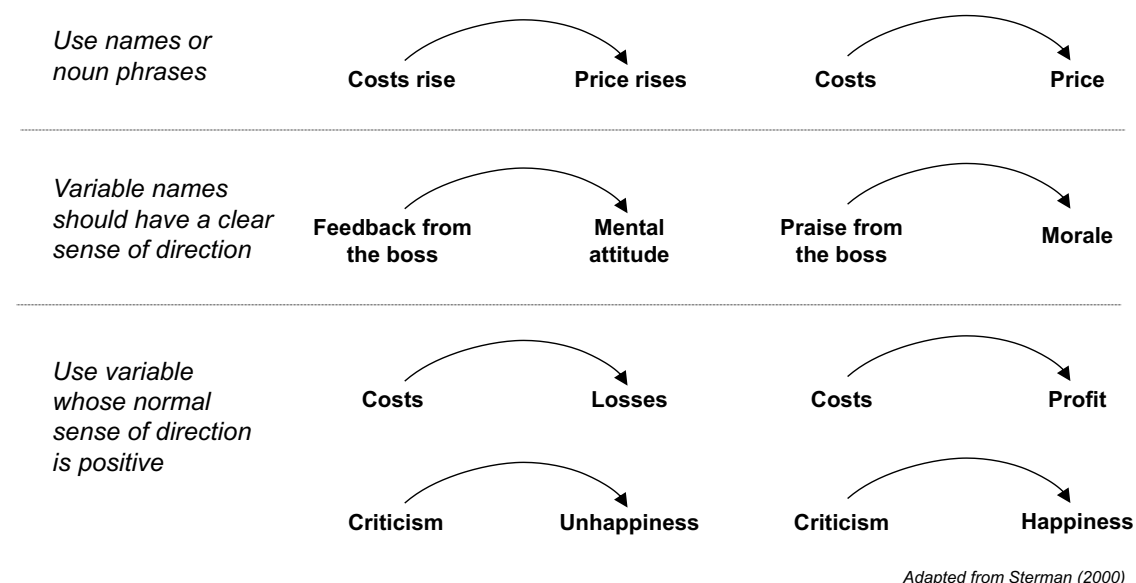 Use names or
noun phrases
Costs rise
Price rises
Costs
Price
Variable names
should have a clear
sense of direction
Feedback from
the boss
Mental
attitude
Praise from
the boss
Morale
Use variable
whose normal
sense of direction
is positive
Costs
Losses
Costs
Profit
Criticism
Unhappiness
Criticism
Happiness
Adapted from Sterman (2000)